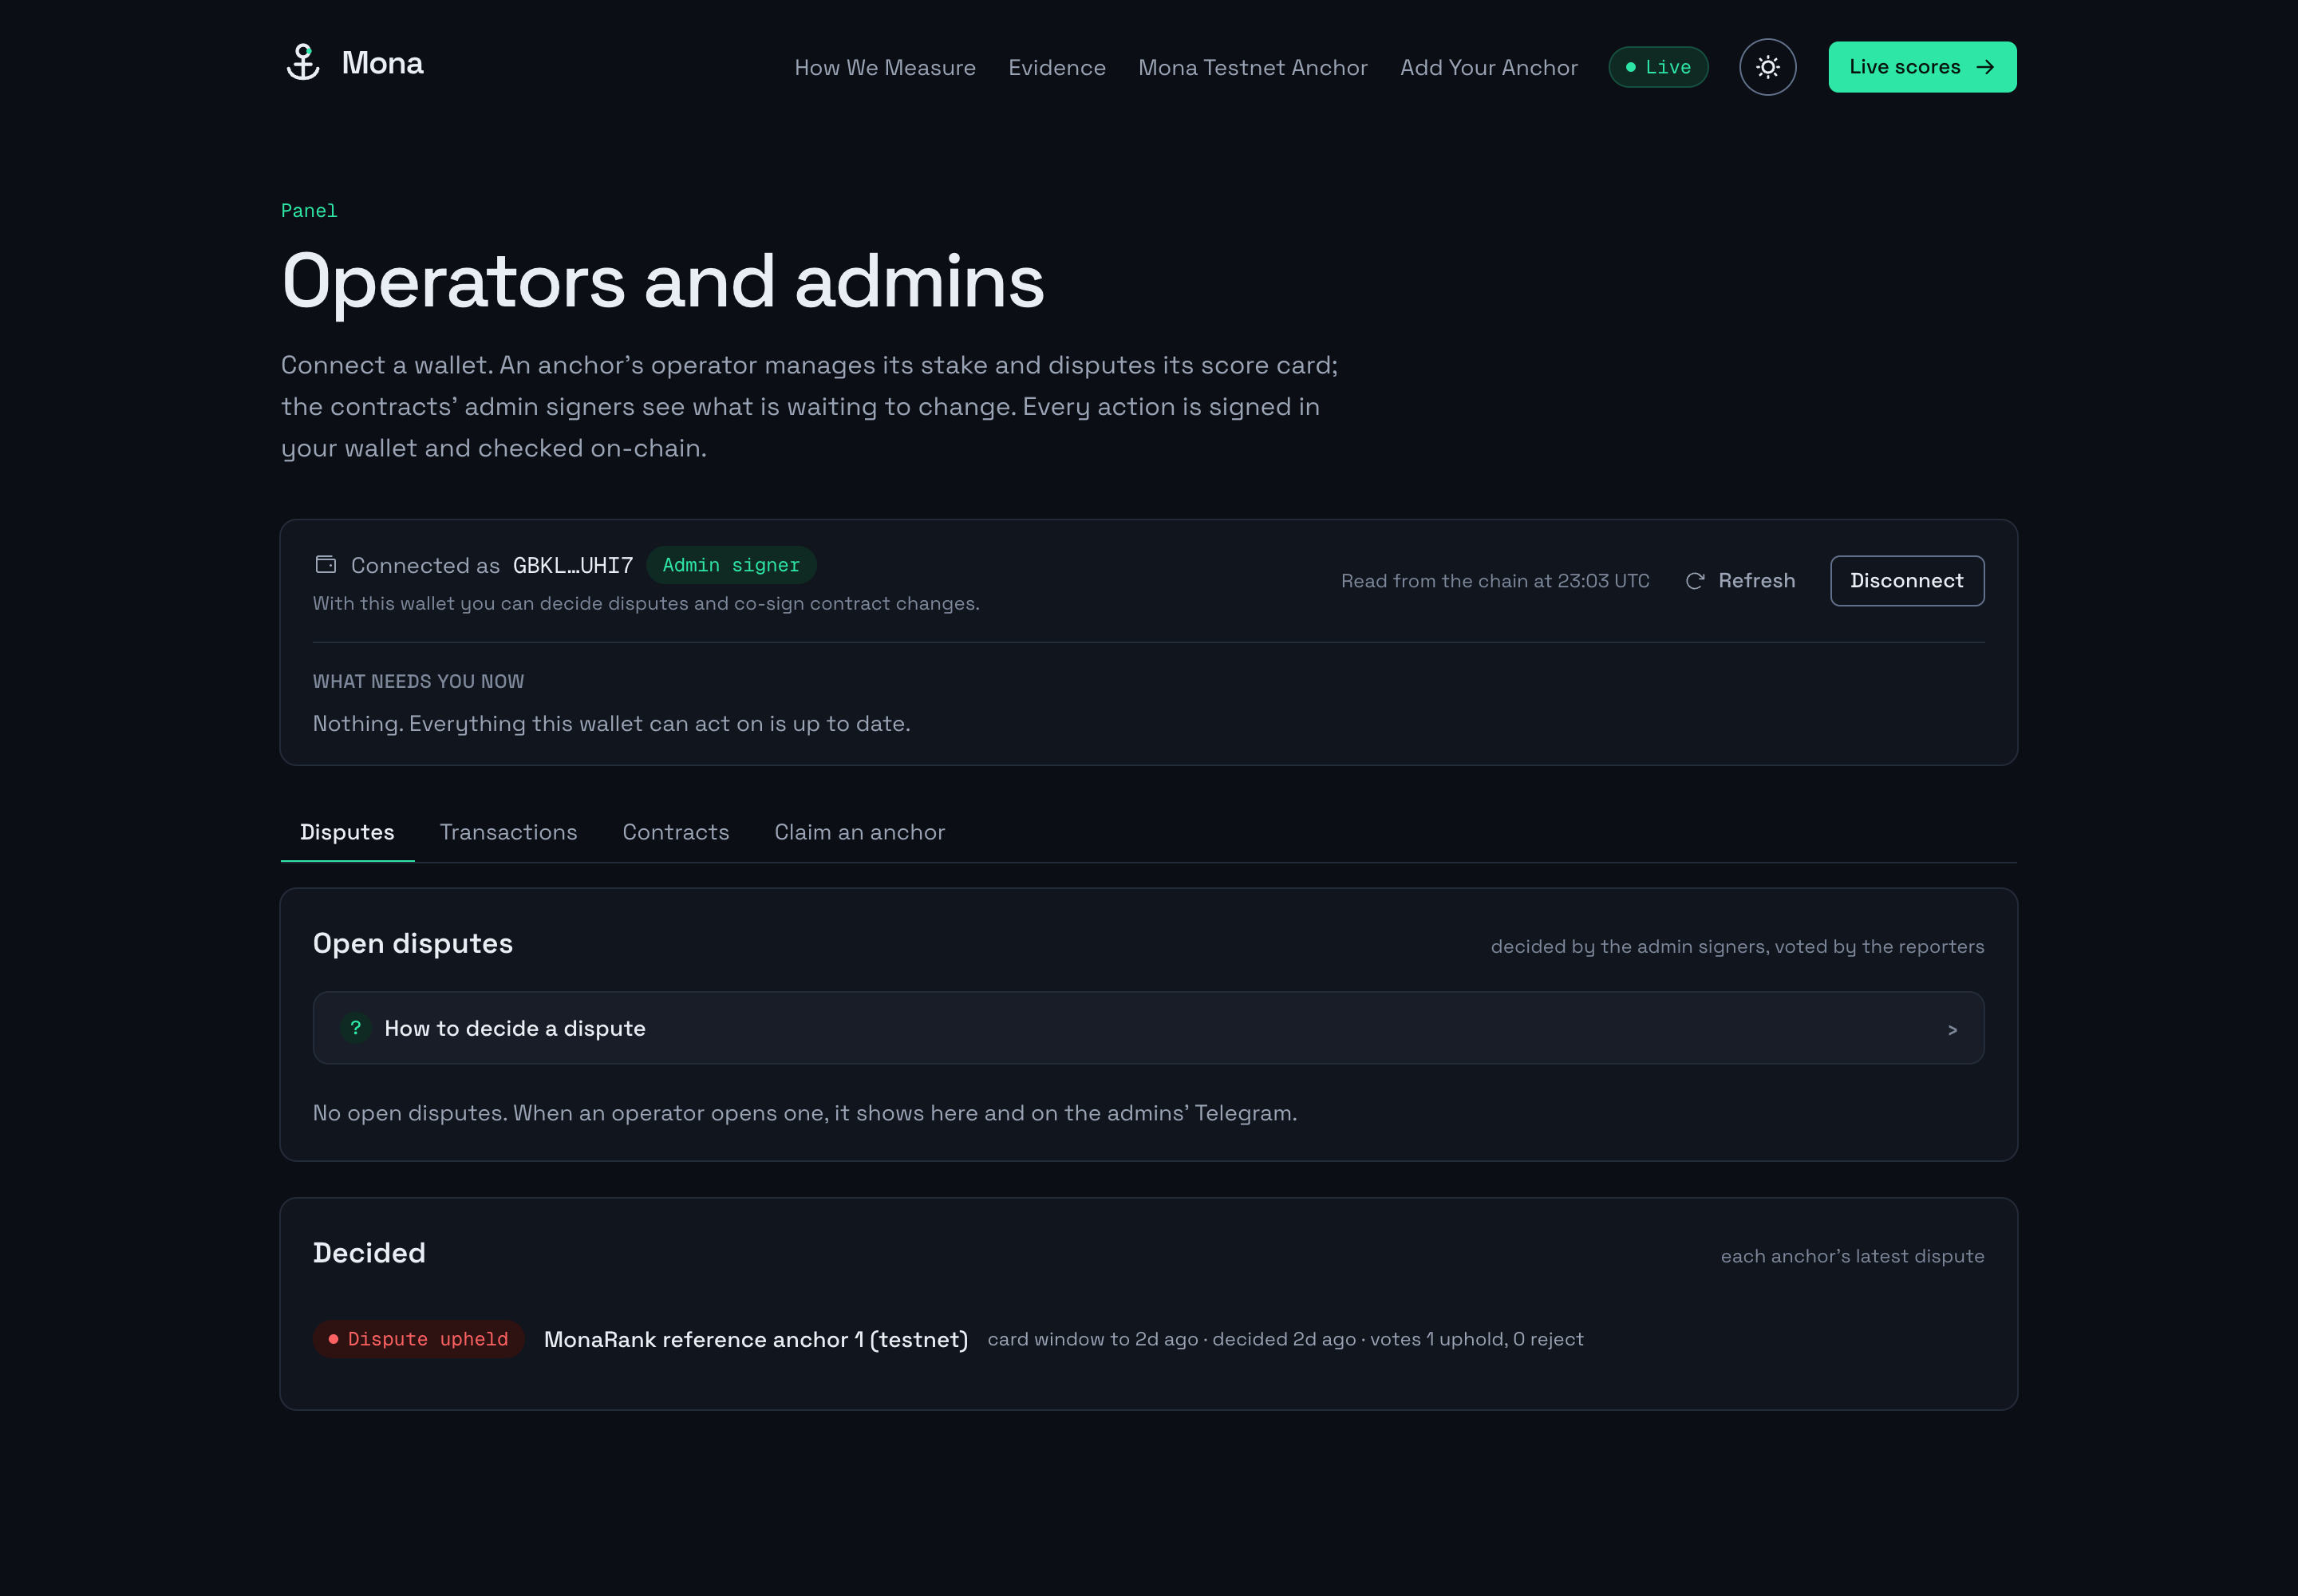 Mona
How We Measure
Evidence
Mona Testnet Anchor
Add Your Anchor
Live
Live scores →
Panel
Operators and admins
Connect a wallet. An anchor’s operator manages its stake and disputes its score card;
the contracts’ admin signers see what is waiting to change. Every action is signed in
your wallet and checked on-chain.
Connected as GBKL…UHI7 Admin signer
With this wallet you can decide disputes and co-sign contract changes.
Read from the chain at 23:03 UTC
Refresh
Disconnect
WHAT NEEDS YOU NOW
Nothing. Everything this wallet can act on is up to date.
Disputes
Transactions
Contracts
Claim an anchor
Open disputes
decided by the admin signers, voted by the reporters
? How to decide a dispute >
No open disputes. When an operator opens one, it shows here and on the admins’ Telegram.
Decided
each anchor’s latest dispute
Dispute upheld MonaRank reference anchor 1 (testnet) card window to 2d ago · decided 2d ago · votes 1 uphold, 0 reject